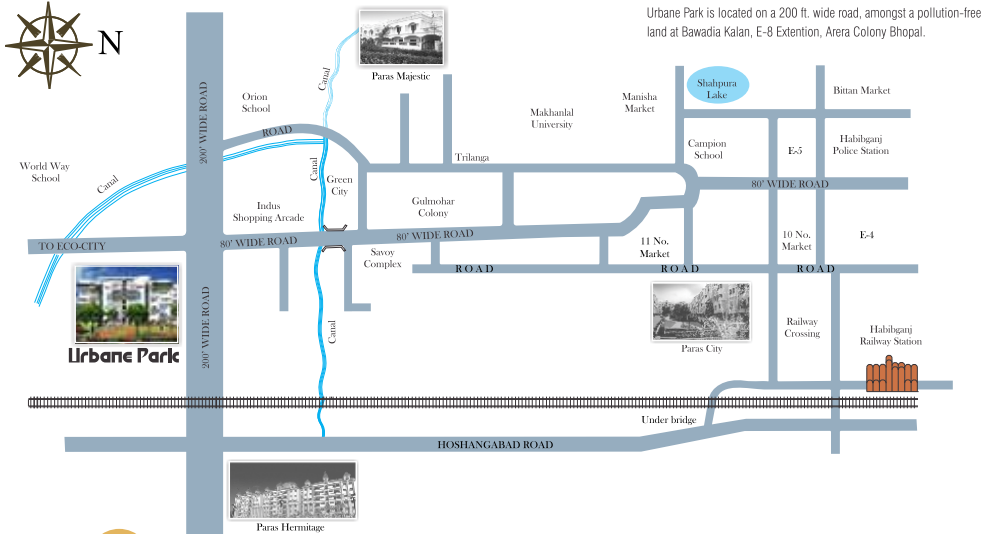 Urbane Park is located on a 200 ft. wide road, amongst a pollution-free
land at Bawadia Kalan, E-8 Extention, Arera Colony Bhopal.
N
Canal
Paras Majestic
Shahpura
Lake
Bittan Market
Orion
School
Manisha
Market
Makhanlal
University
200' WIDE ROAD
ROAD
Campion
School
E-5
Habibganj
Police Station
World Way
School
Canal
Canal
Trilanga
Green
City
80' WIDE ROAD
Indus
Shopping Arcade
Gulmohar
Colony
TO ECO-CITY
80' WIDE ROAD
80' WIDE ROAD
11 No.
Market
10 No.
Market
E-4
Savoy
Complex
ROAD
ROAD
ROAD
200' WIDE ROAD
Canal
Urbane Park
Paras City
Railway
Crossing
Habibganj
Railway Station
Under bridge
HOSHANGABAD ROAD
Paras Hermitage